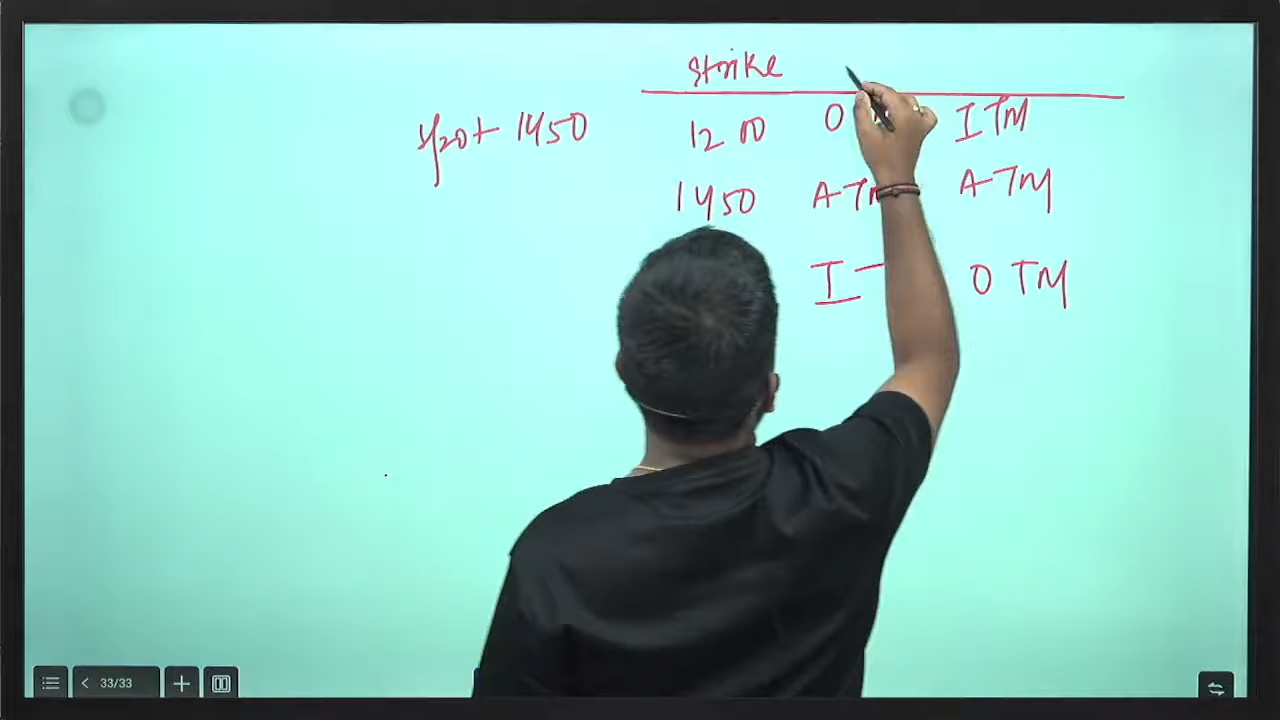 Strike
Spot 1450
1200 O ITM
1450 ATM ATM
I OTM
33/33